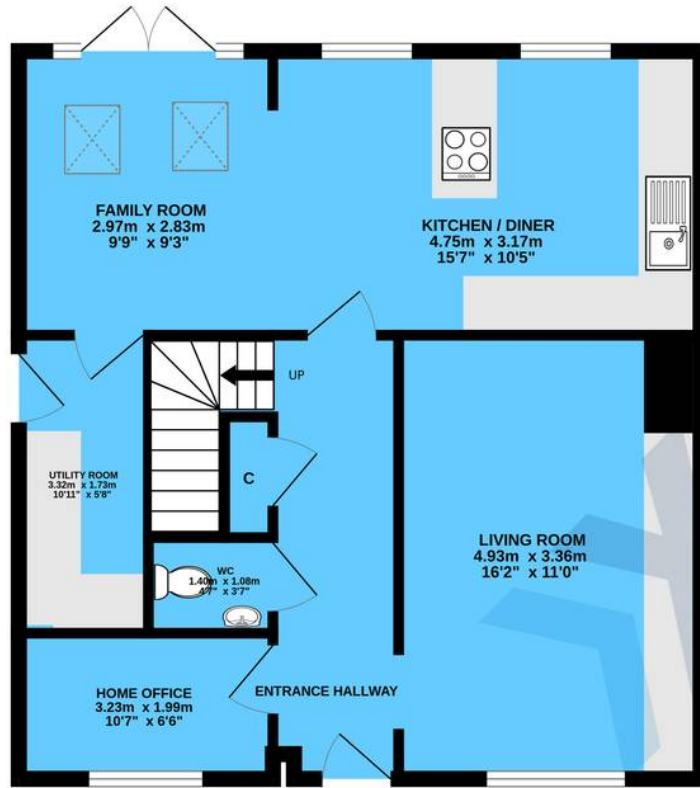 FAMILY ROOM
2.97m x 2.83m
9'9" x 9'3"
KITCHEN / DINER
4.75m x 3.17m
15'7" x 10'5"
UP
C
UTILITY ROOM
3.32m x 1.73m
10'11" x 5'8"
LIVING ROOM
4.93m x 3.36m
16'2" x 11'0"
WC
1.40m x 1.08m
4'7" x 3'7"
HOME OFFICE
3.23m x 1.99m
10'7" x 6'6"
ENTRANCE HALLWAY